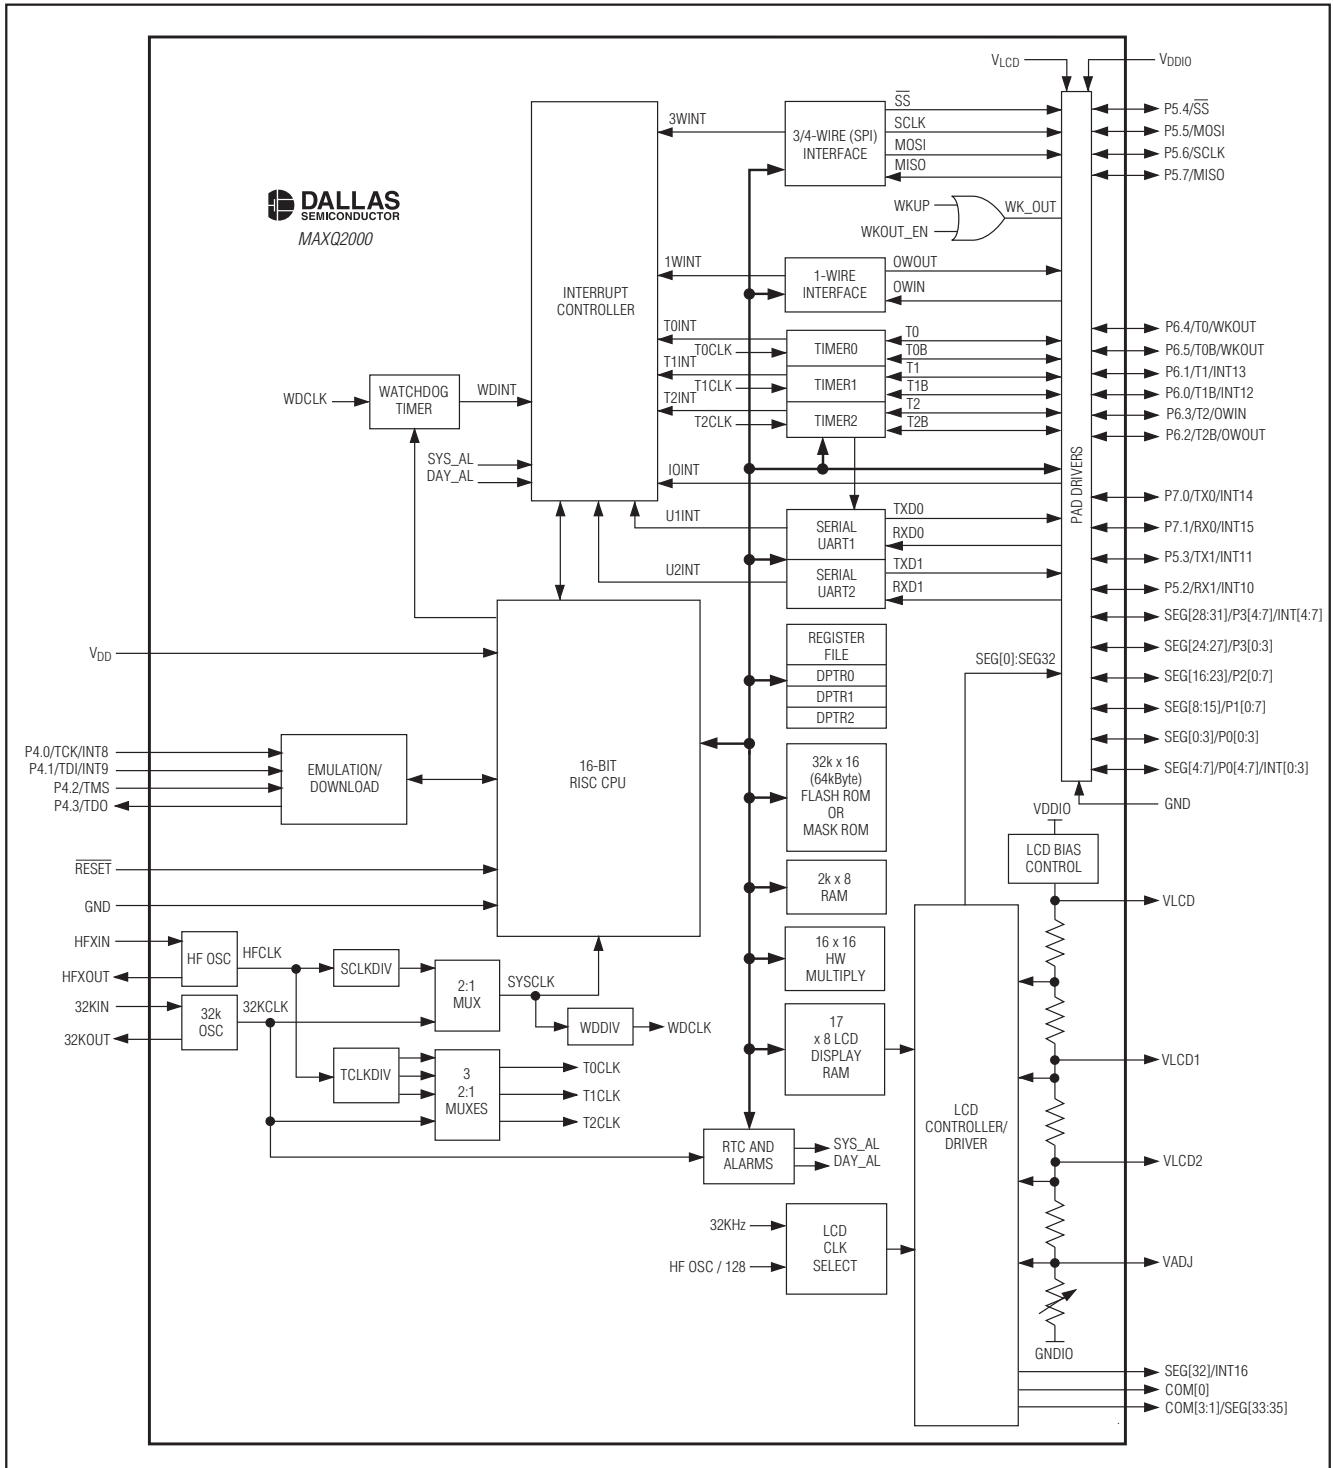 VLCD
VDDIO
DALLAS
SEMICONDUCTOR
MAXQ2000
INTERRUPT
CONTROLLER
3WINT
3/4-WIRE (SPI)
INTERFACE
SS
SCLK
MOSI
MISO
P5.4/SS
P5.5/MOSI
P5.6/SCLK
P5.7/MISO
WKUP
WKOUT_EN
WK_OUT
1WINT
1-WIRE
INTERFACE
OWOUT
OWIN
T0INT
T0CLK
T1INT
T1CLK
T2INT
T2CLK
TIMER0
TIMER1
TIMER2
T0
T0B
T1
T1B
T2
T2B
P6.4/T0/WKOUT
P6.5/T0B/WKOUT
P6.1/T1/INT13
P6.0/T1B/INT12
P6.3/T2/OWIN
P6.2/T2B/OWOUT
WDCLK
WATCHDOG
TIMER
WDINT
SYS_AL
DAY_AL
IOINT
PAD DRIVERS
U1INT
U2INT
SERIAL
UART1
SERIAL
UART2
TXD0
RXD0
TXD1
RXD1
P7.0/TX0/INT14
P7.1/RX0/INT15
P5.3/TX1/INT11
P5.2/RX1/INT10
SEG[28:31]/P3[4:7]/INT[4:7]
SEG[24:27]/P3[0:3]
SEG[16:23]/P2[0:7]
SEG[8:15]/P1[0:7]
SEG[0:3]/P0[0:3]
SEG[4:7]/P0[4:7]/INT[0:3]
GND
VDD
P4.0/TCK/INT8
P4.1/TDI/INT9
P4.2/TMS
P4.3/TDO
EMULATION/
DOWNLOAD
16-BIT
RISC CPU
RESET
GND
REGISTER
FILE
DPTR0
DPTR1
DPTR2
SEG[0]:SEG32
32k x 16
(64kByte)
FLASH ROM
OR
MASK ROM
2k x 8
RAM
16 x 16
HW
MULTIPLY
17
x 8 LCD
DISPLAY
RAM
HFXIN
HFXOUT
32KIN
32KOUT
HF OSC
32k
OSC
HFCLK
32KCLK
SCLKDIV
2:1
MUX
SYSCLK
WDDIV
WDCLK
TCLKDIV
3
2:1
MUXES
T0CLK
T1CLK
T2CLK
RTC AND
ALARMS
SYS_AL
DAY_AL
32KHz
HF OSC / 128
LCD
CLK
SELECT
LCD
CONTROLLER/
DRIVER
VDDIO
LCD BIAS
CONTROL
VLCD
VLCD1
VLCD2
VADJ
GNDIO
SEG[32]/INT16
COM[0]
COM[3:1]/SEG[33:35]